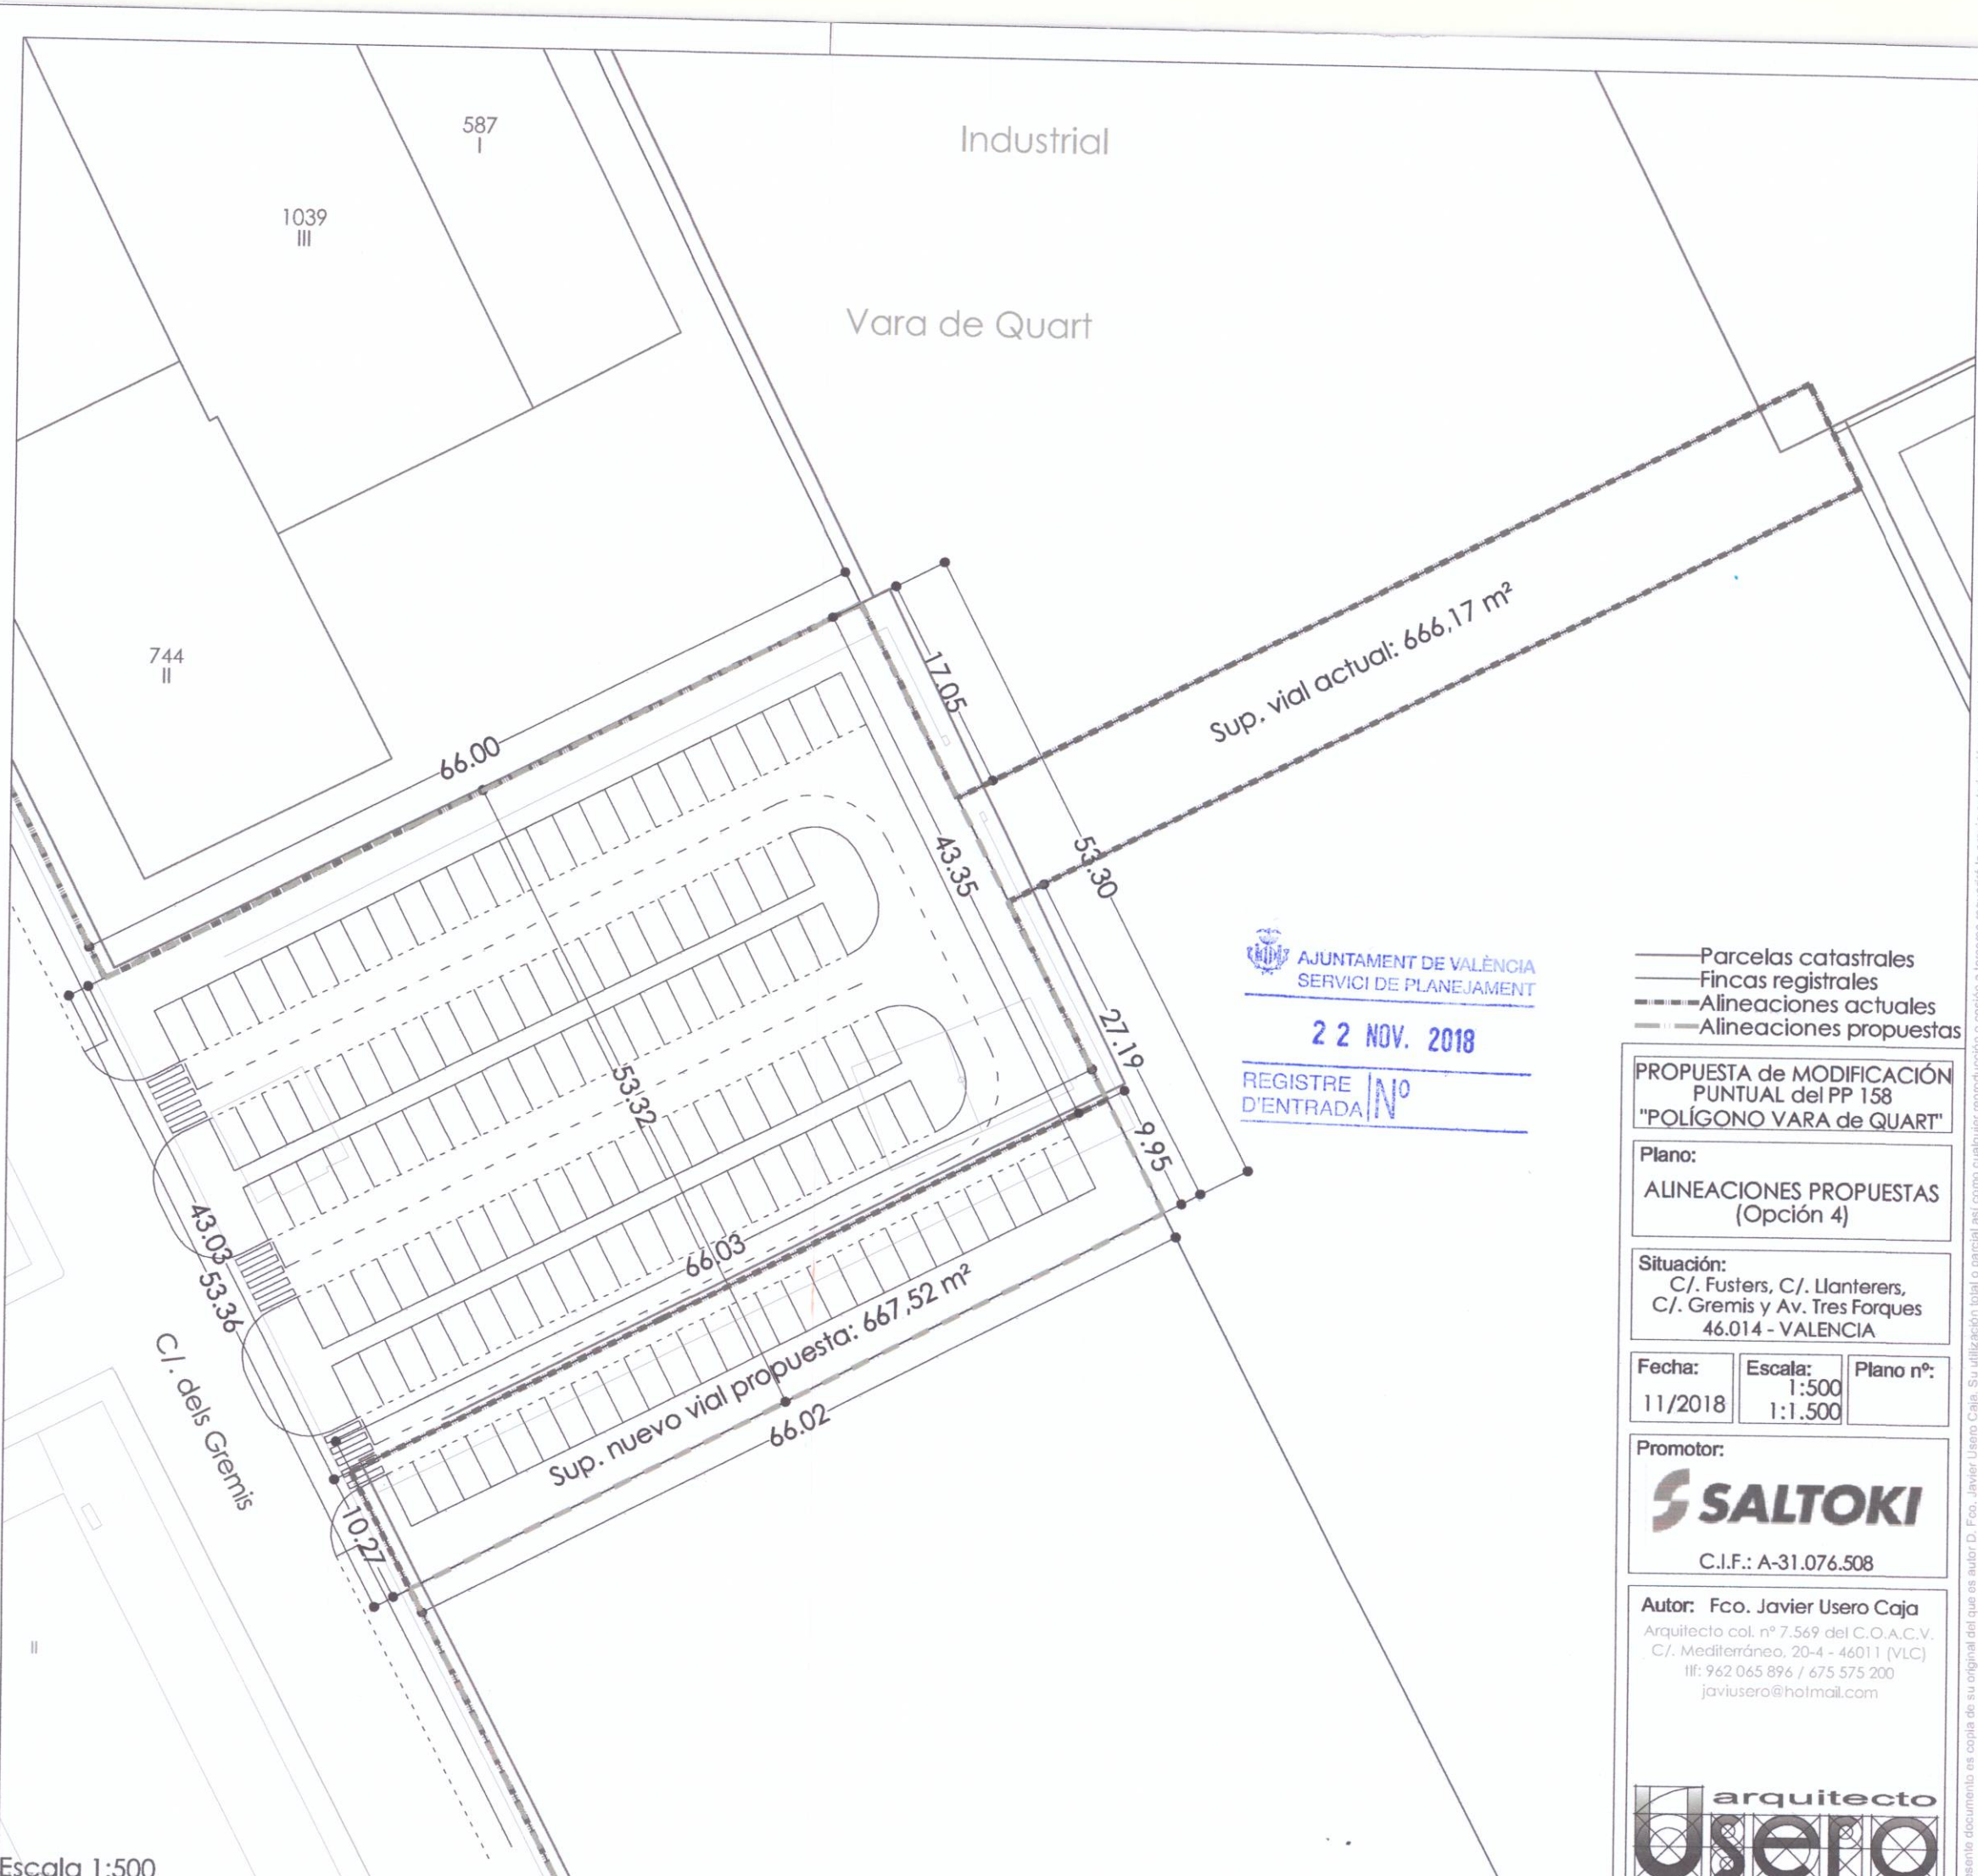 587
I
Industrial
1039
III
Vara de Quart
744
II
66.00
17.05
Sup. vial actual: 666,17 m²
43.35
53.30
53.32
27.19
9.95
43.03
53.36
66.03
Sup. nuevo vial propuesta: 667,52 m²
66.02
10.27
C/. dels Gremis
II
Escala 1:500
AJUNTAMENT DE VALÈNCIA
SERVICI DE PLANEJAMENT
22 NOV. 2018
REGISTRE
D'ENTRADA Nº
Parcelas catastrales
Fincas registrales
Alineaciones actuales
Alineaciones propuestas
PROPUESTA de MODIFICACIÓN
PUNTUAL del PP 158
"POLÍGONO VARA de QUART"
Plano:
ALINEACIONES PROPUESTAS
(Opción 4)
Situación:
C/. Fusters, C/. Llanterers,
C/. Gremis y Av. Tres Forques
46.014 - VALENCIA
Fecha:
11/2018
Escala:
1:500
1:1.500
Plano nº:
Promotor:
SALTOKI
C.I.F.: A-31.076.508
Autor: Fco. Javier Usero Caja
Arquitecto col. nº 7.569 del C.O.A.C.V.
C/. Mediterráneo, 20-4 - 46011 (VLC)
tlf: 962 065 896 / 675 575 200
javiusero@hotmail.com
arquitecto
Usero